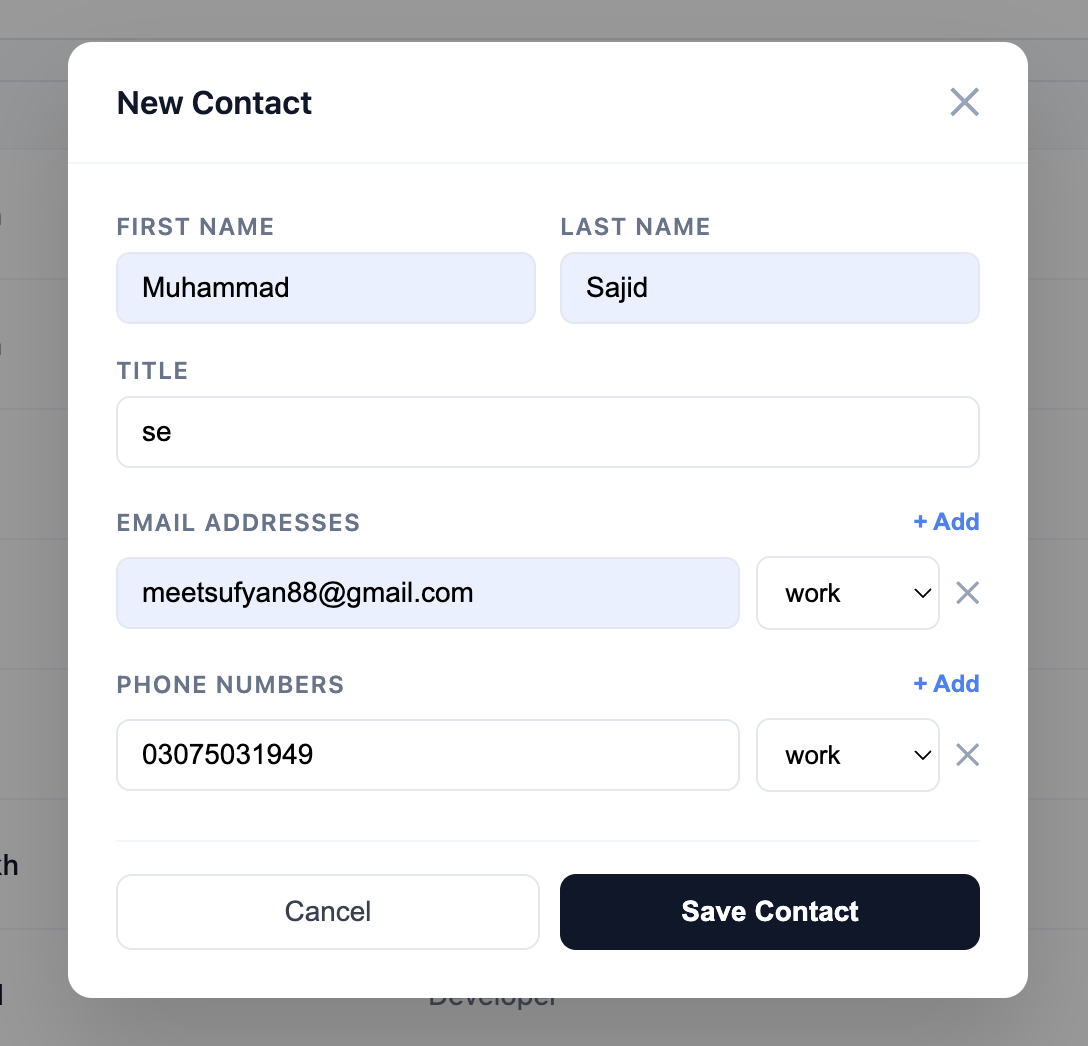 New Contact
FIRST NAME LAST NAME
Muhammad Sajid
TITLE
se
EMAIL ADDRESSES + Add
meetsufyan88@gmail.com work
PHONE NUMBERS + Add
03075031949 work
Cancel Save Contact
Developer